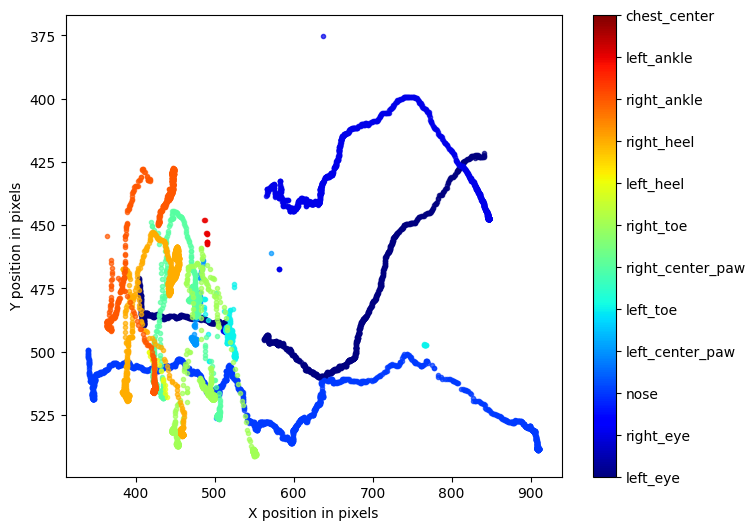 Y position in pixels
375
400
425
450
475
500
525
400
500
600
700
800
900
X position in pixels
chest_center
left_ankle
right_ankle
right_heel
left_heel
right_toe
right_center_paw
left_toe
left_center_paw
nose
right_eye
left_eye